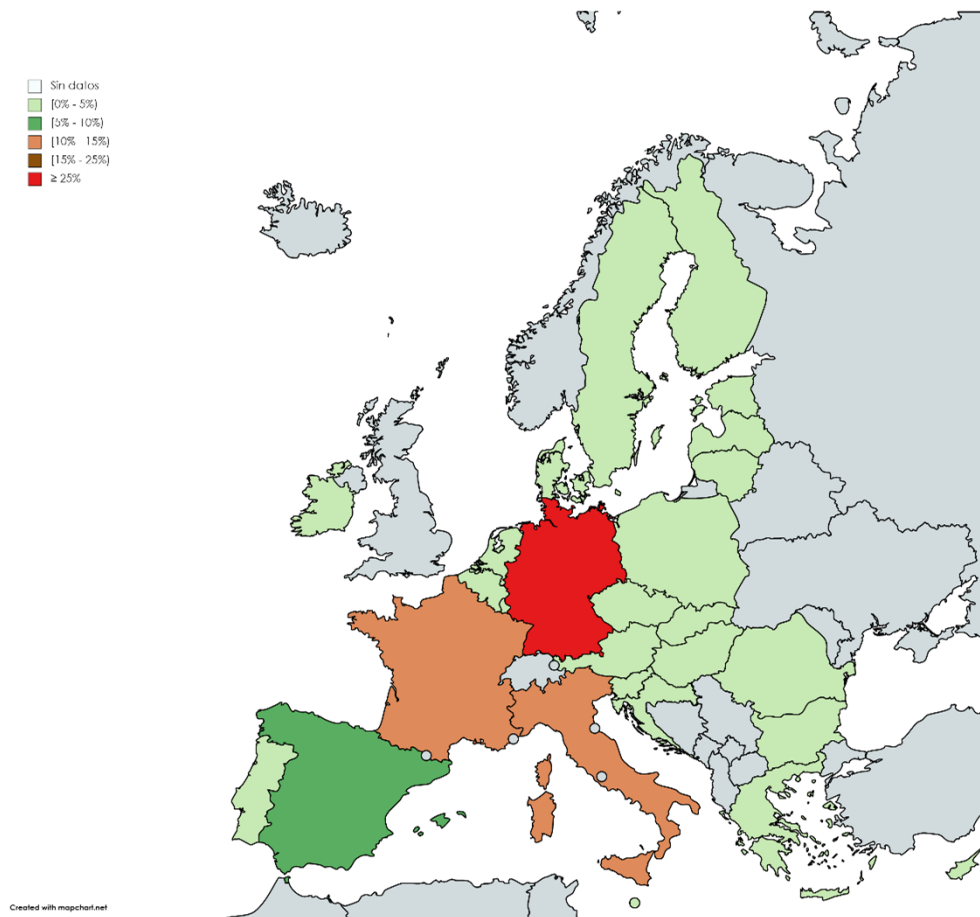 Sin datos
[0% - 5%)
[5% - 10%)
[10% - 15%)
[15% - 25%)
≥ 25%
Created with mapchart.net